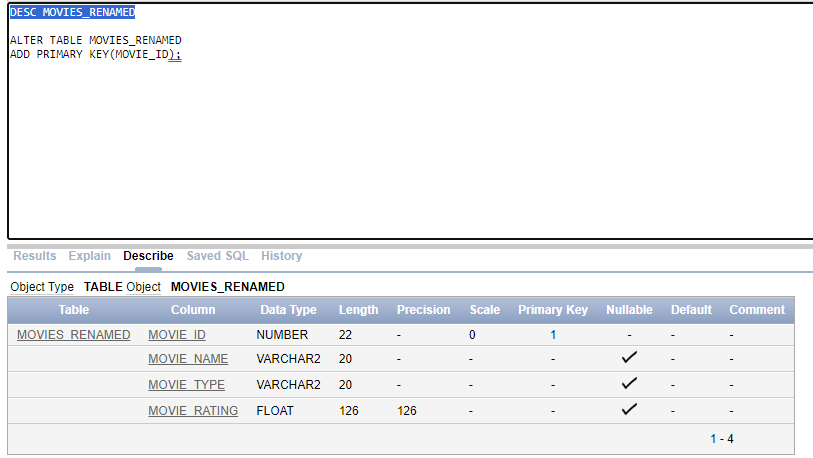 DESC MOVIES_RENAMED
ALTER TABLE MOVIES_RENAMED
ADD PRIMARY KEY(MOVIE_ID);
Results Explain Describe Saved SQL History
Object Type TABLE Object MOVIES_RENAMED
Table Column Data Type Length Precision Scale Primary Key Nullable Default Comment
MOVIES_RENAMED MOVIE_ID NUMBER 22 - 0 1 - - -
MOVIE_NAME VARCHAR2 20 - - - ✓ - -
MOVIE_TYPE VARCHAR2 20 - - - ✓ - -
MOVIE_RATING FLOAT 126 126 - - ✓ - -
1 - 4